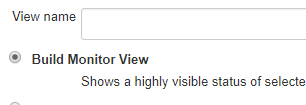 View name
Build Monitor View
Shows a highly visible status of selecte